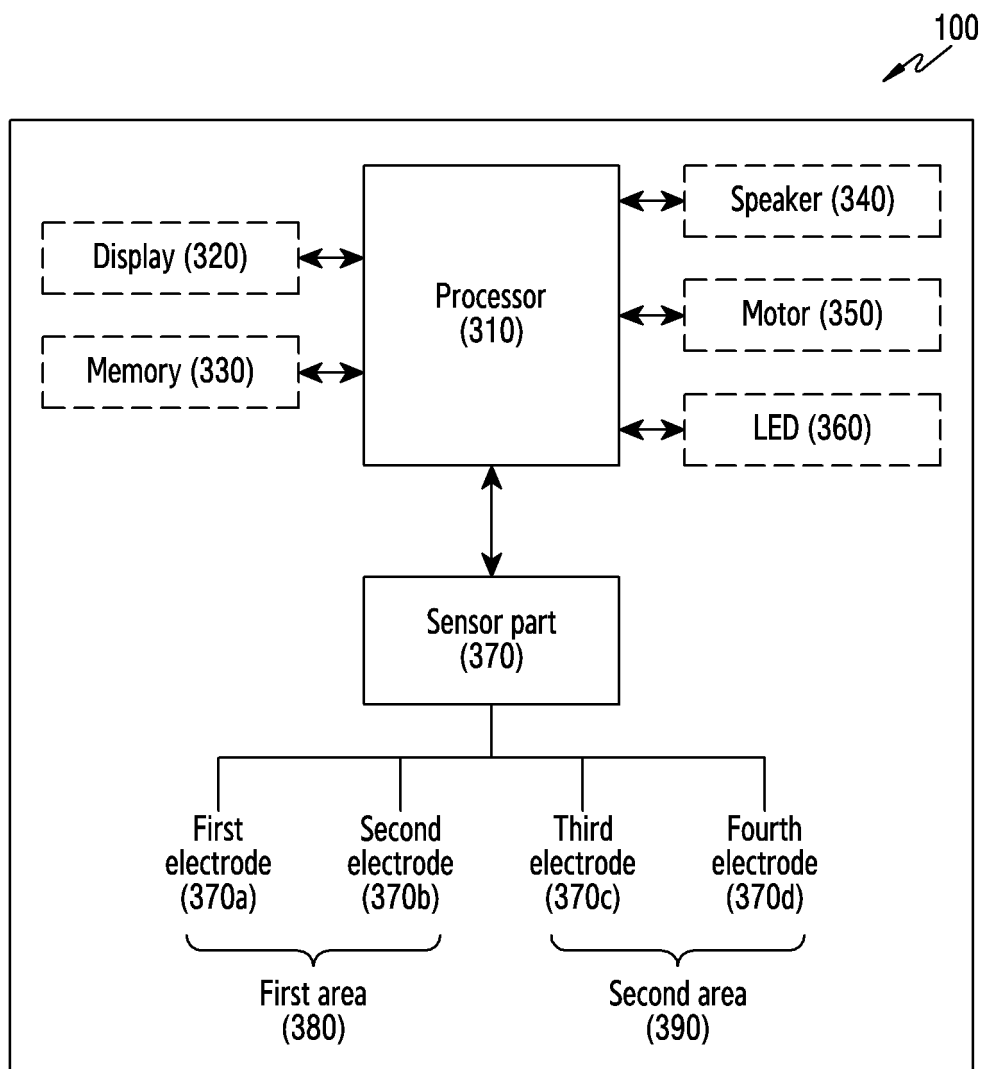 100
Speaker (340)
Display (320)
Processor
(310)
Motor (350)
Memory (330)
LED (360)
Sensor part
(370)
First
electrode
(370a)
Second
electrode
(370b)
Third
electrode
(370c)
Fourth
electrode
(370d)
First area
(380)
Second area
(390)